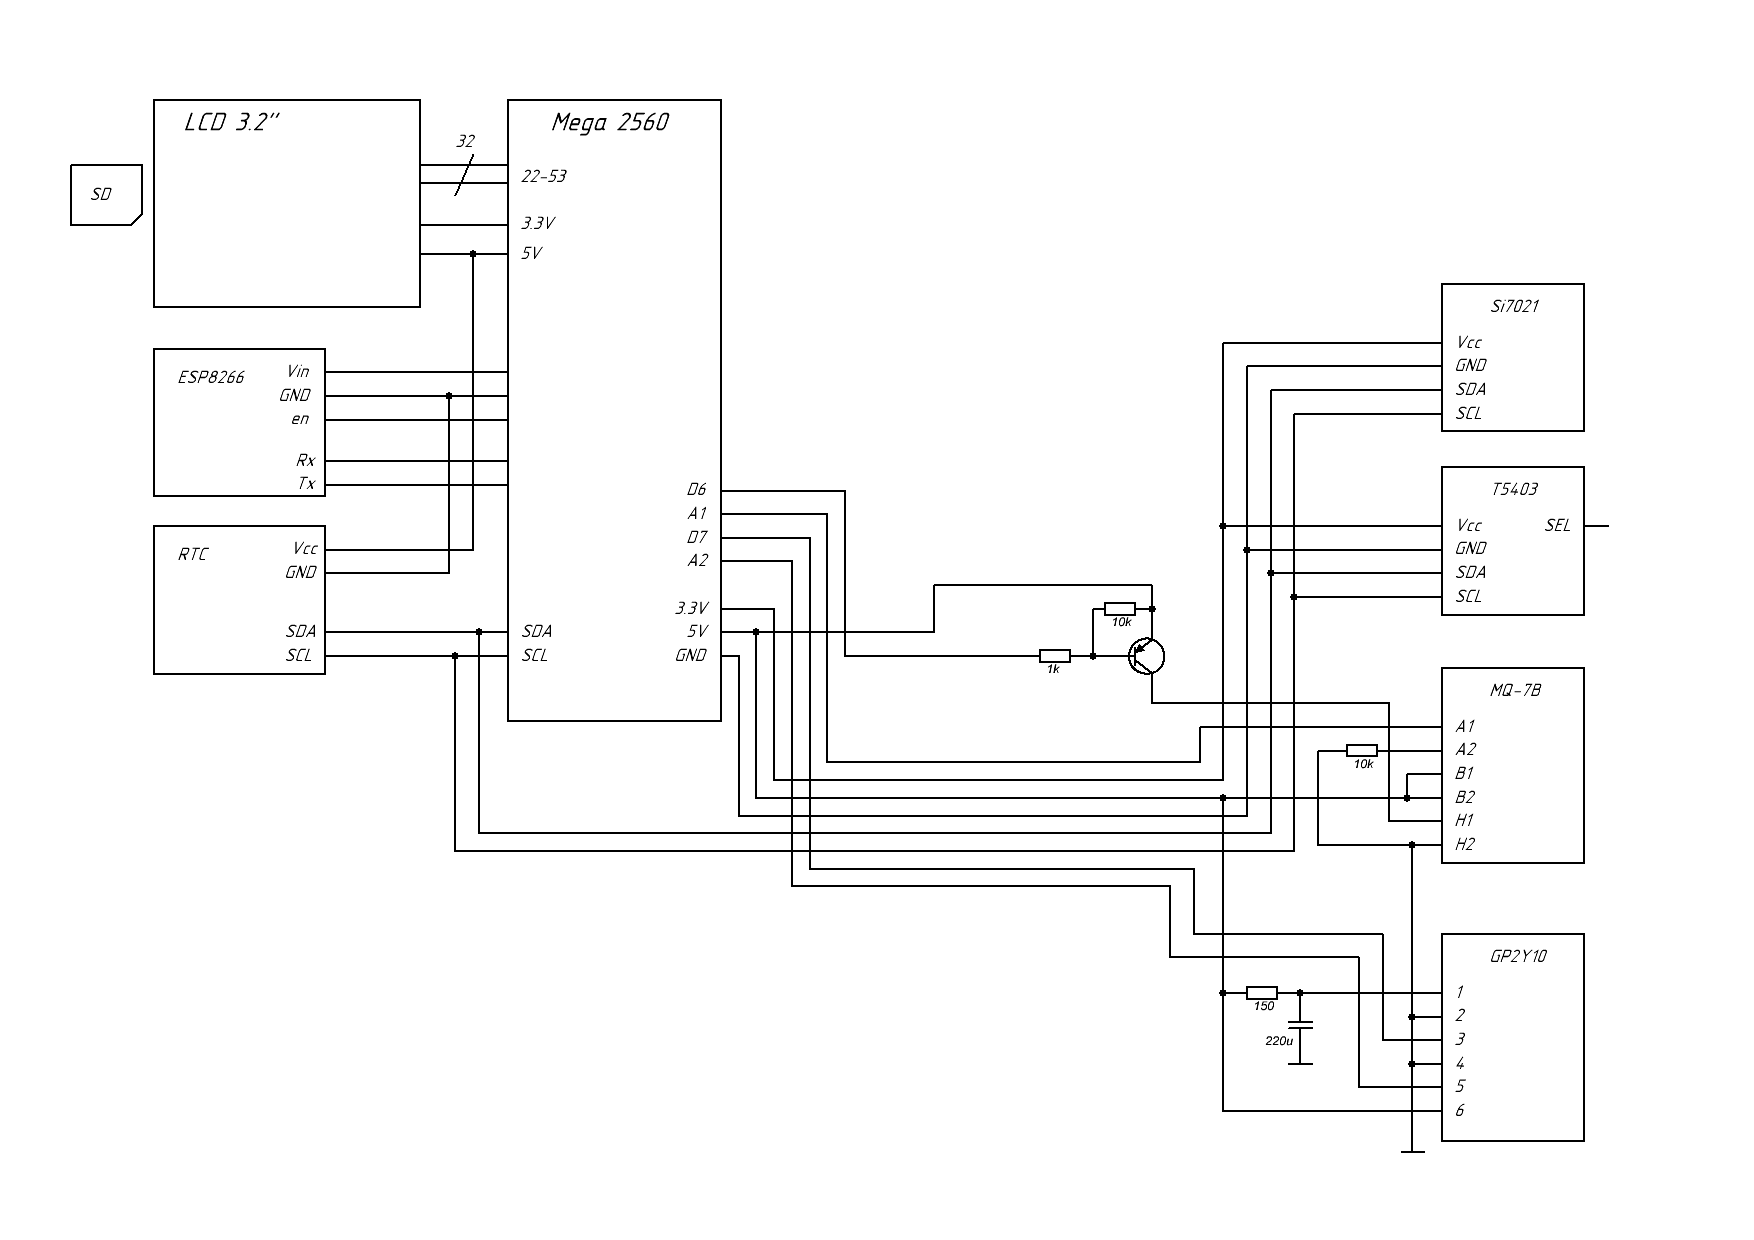 LCD 3.2"
SD
32
Mega 2560
22-53
3.3V
5V
ESP8266
Vin
GND
en
Rx
Tx
RTC
Vcc
GND
SDA
SCL
SDA
SCL
D6
A1
D7
A2
3.3V
5V
GND
10k
1k
Si7021
Vcc
GND
SDA
SCL
T5403
Vcc SEL
GND
SDA
SCL
MQ-7B
A1
A2
10k
B1
B2
H1
H2
GP2Y10
1
150
2
220u
3
4
5
6